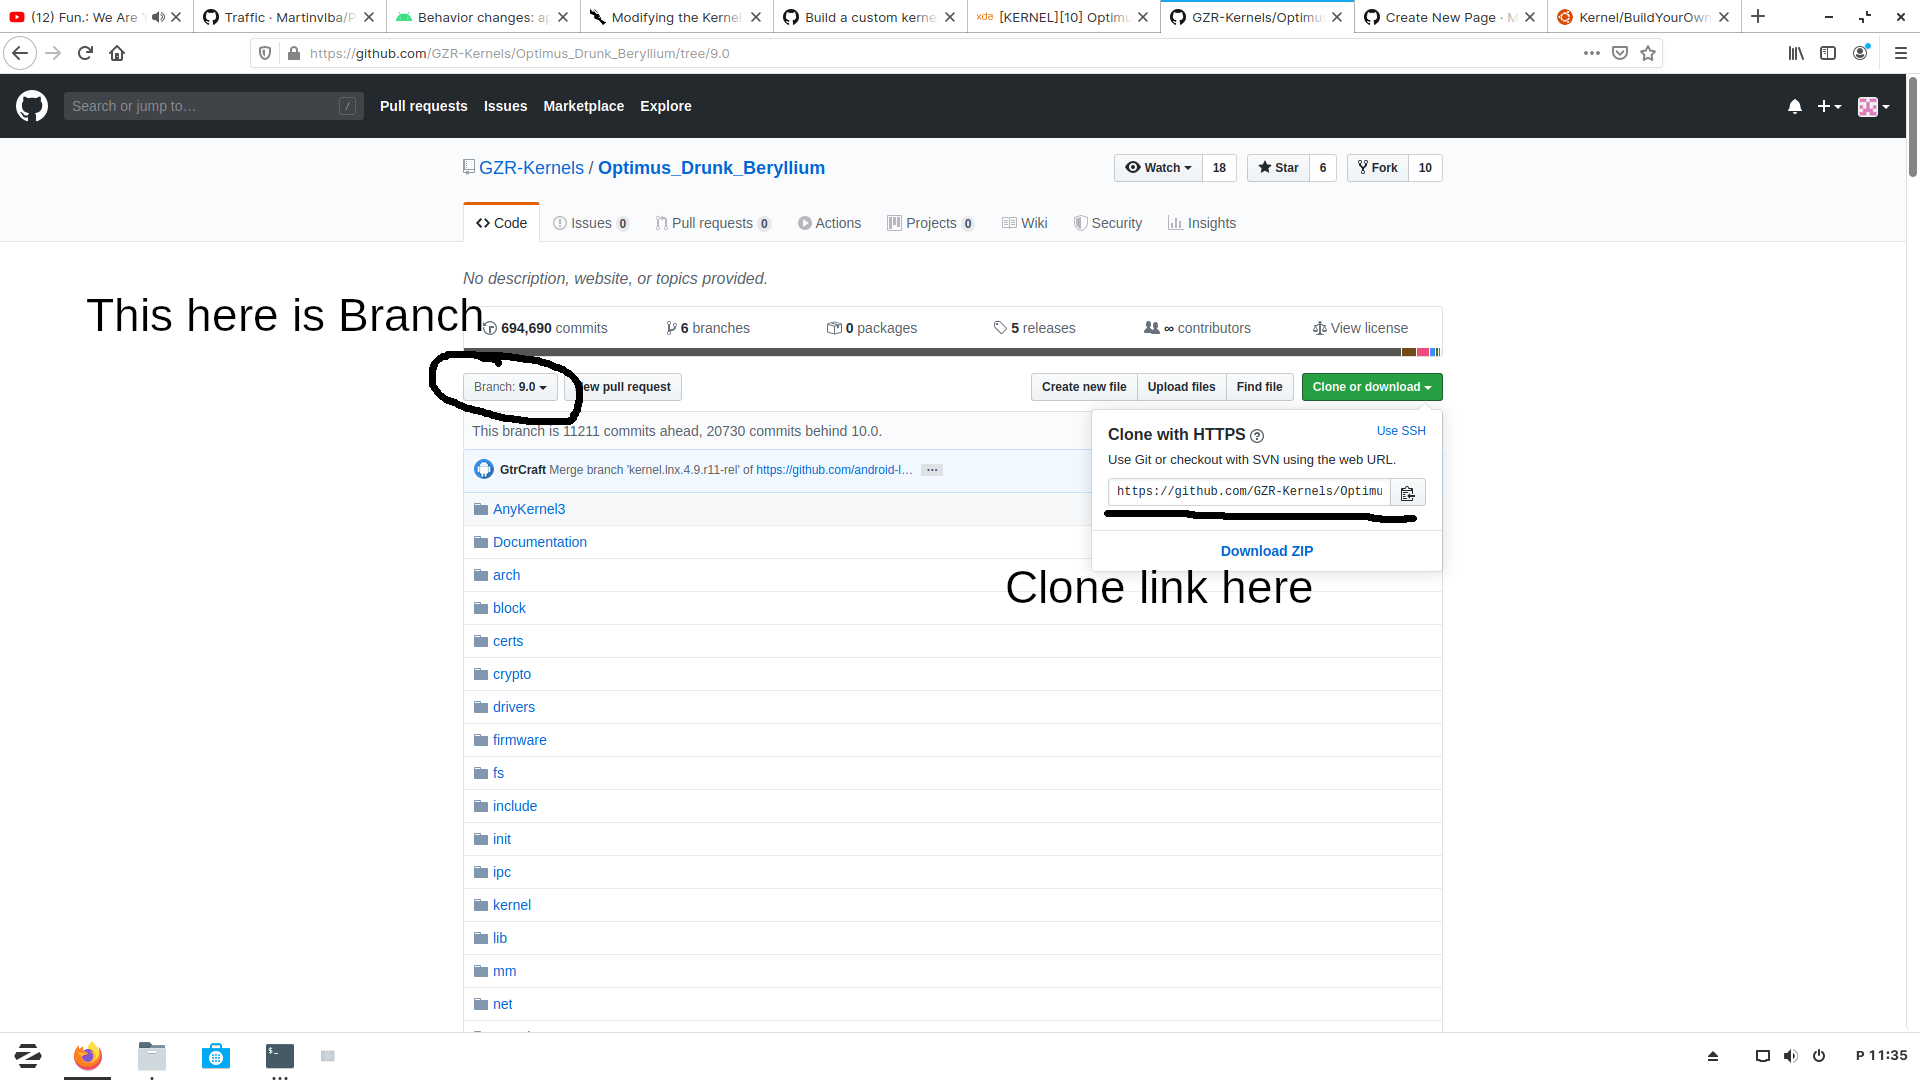 (12) Fun.: We Are Y
Traffic · Martinvlba/P
Behavior changes: ap
Modifying the Kernel
Build a custom kerne
xda [KERNEL][10] Optimu
GZR-Kernels/Optimus
Create New Page · M
Kernel/BuildYourOwn
https://github.com/GZR-Kernels/Optimus_Drunk_Beryllium/tree/9.0
Search or jump to… /
Pull requests Issues Marketplace Explore
GZR-Kernels / Optimus_Drunk_Beryllium
Watch 18 Star 6 Fork 10
Code Issues 0 Pull requests 0 Actions Projects 0 Wiki Security Insights
No description, website, or topics provided.
This here is Branch
694,690 commits 6 branches 0 packages 5 releases ∞ contributors View license
Branch: 9.0 pull request Create new file Upload files Find file Clone or download
This branch is 11211 commits ahead, 20730 commits behind 10.0.
Clone with HTTPS ? Use SSH
Use Git or checkout with SVN using the web URL.
https://github.com/GZR-Kernels/Optimu
Download ZIP
Clone link here
GtrCraft Merge branch 'kernel.lnx.4.9.r11-rel' of https://github.com/android-l… …
AnyKernel3
Documentation
arch
block
certs
crypto
drivers
firmware
fs
include
init
ipc
kernel
lib
mm
net
P 11:35